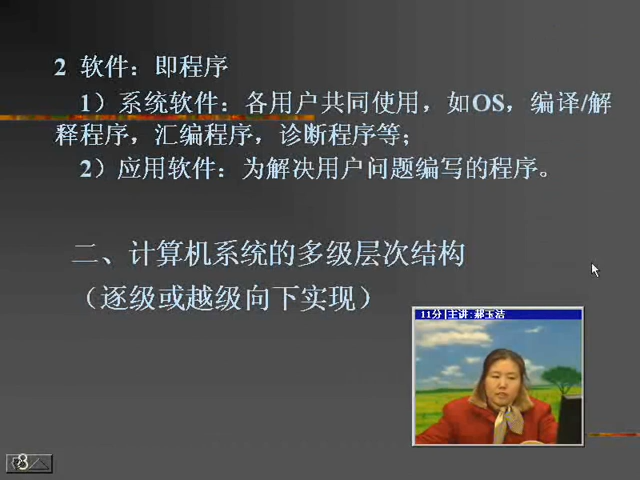 2 软件：即程序
1）系统软件：各用户共同使用，如OS，编译/解
释程序，汇编程序，诊断程序等；
2）应用软件：为解决用户问题编写的程序。
二、计算机系统的多级层次结构
（逐级或越级向下实现）
11分|主讲:郝玉洁
8